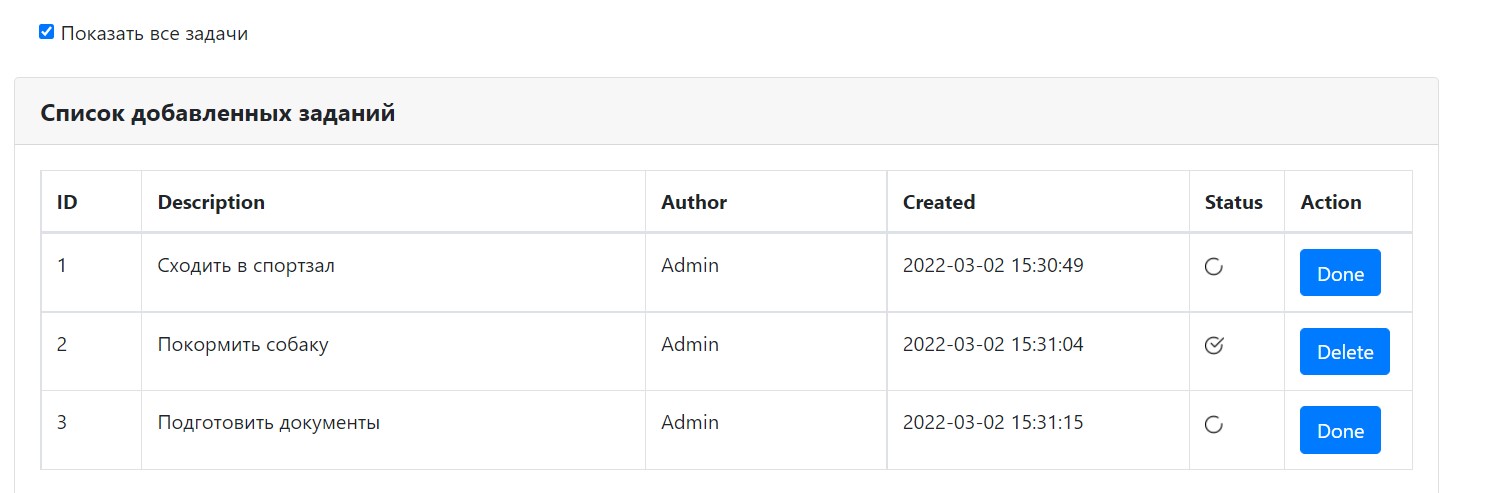 Показать все задачи
Список добавленных заданий
ID Description Author Created Status Action
1 Сходить в спортзал Admin 2022-03-02 15:30:49 Done
2 Покормить собаку Admin 2022-03-02 15:31:04 Delete
3 Подготовить документы Admin 2022-03-02 15:31:15 Done